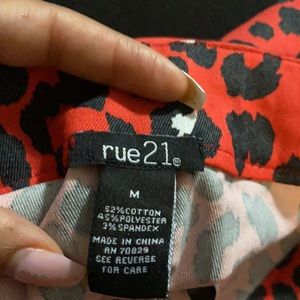 rue21®
M
52%COTTON
45%POLYESTER
3%SPANDEX
MADE IN CHINA
RN 70829
SEE REVERSE
FOR CARE